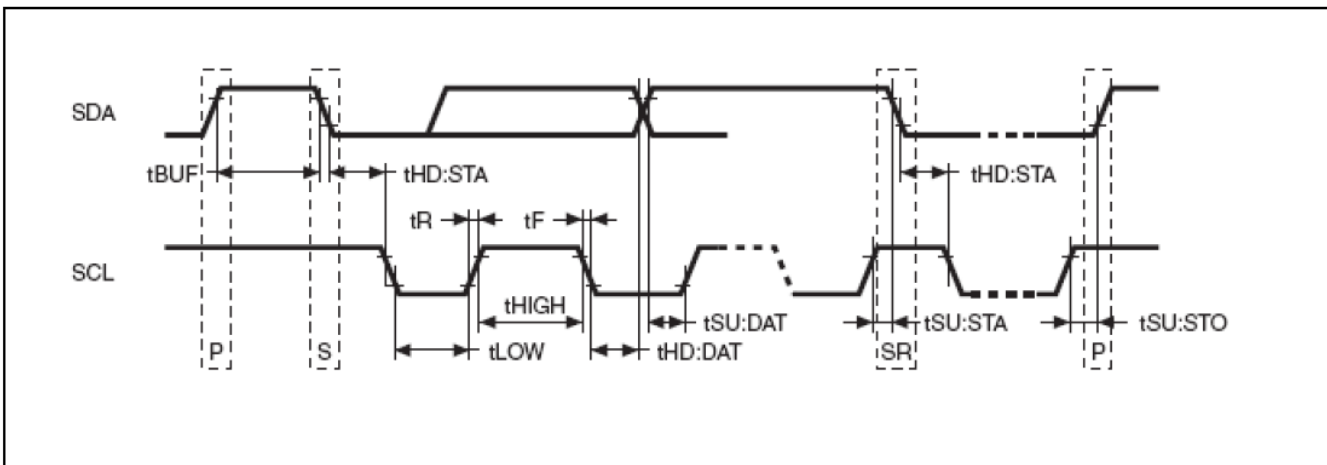 SDA
tBUF
tHD:STA
tHD:STA
tR
tF
SCL
tHIGH
tSU:DAT
tSU:STA
tSU:STO
P
S
tLOW
tHD:DAT
SR
P